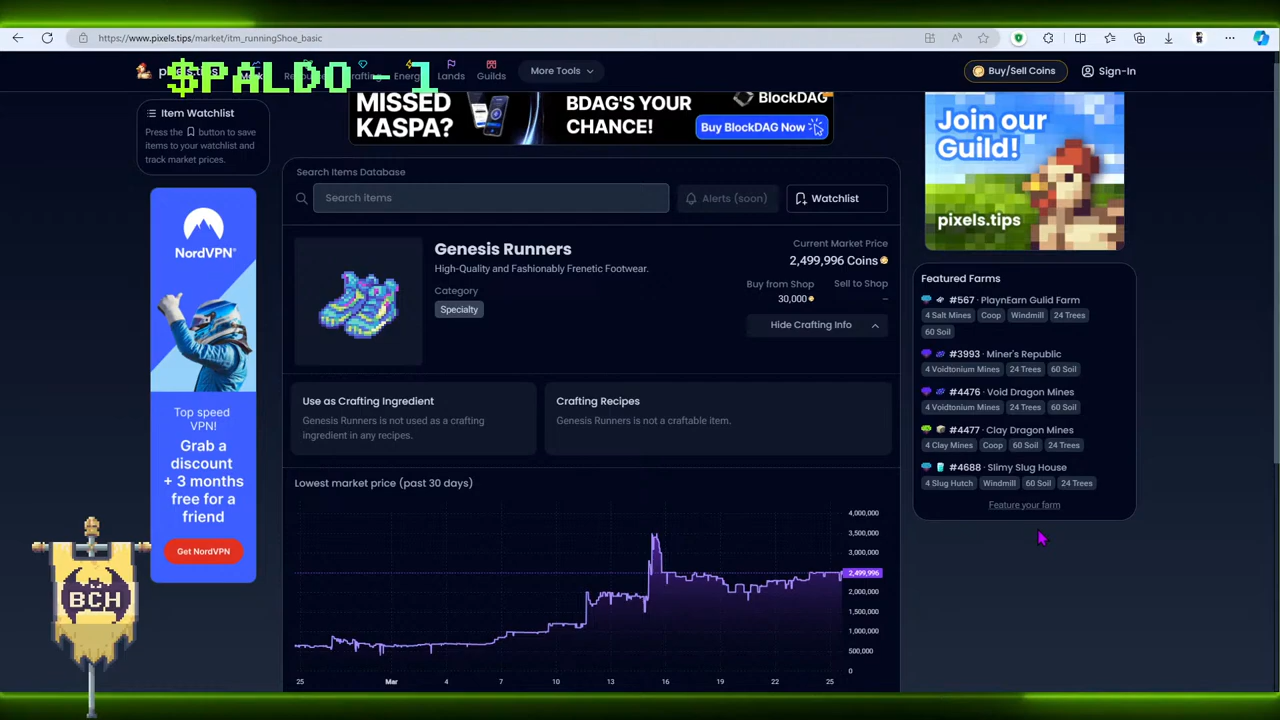 https://www.pixels.tips/market/itm_runningShoe_basic
pixels.tips
$PALDO -1
Lands
Guilds
More Tools
Buy/Sell Coins
Sign-In
Item Watchlist
Press the button to save
items to your watchlist and
track market prices.
NordVPN®
Top speed
VPN!
Grab a
discount
+ 3 months
free for a
friend
Get NordVPN
BCH
MISSED
KASPA?
BDAG'S YOUR
CHANCE!
BlockDAG
Buy BlockDAG Now
Search Items Database
Search items
Alerts (soon)
Watchlist
Genesis Runners
High-Quality and Fashionably Frenetic Footwear.
Category
Specialty
Current Market Price
2,499,996 Coins
Buy from Shop
30,000
Sell to Shop
–
Hide Crafting Info
Use as Crafting Ingredient
Genesis Runners is not used as a crafting
ingredient in any recipes.
Crafting Recipes
Genesis Runners is not a craftable item.
Lowest market price (past 30 days)
4,000,000
3,500,000
3,000,000
2,499,996
2,000,000
1,500,000
1,000,000
500,000
0
25
Mar
4
7
10
13
16
19
22
25
Join our
Guild!
pixels.tips
Featured Farms
#567 · PlaynEarn Guild Farm
4 Salt Mines Coop Windmill 24 Trees
60 Soil
#3993 · Miner's Republic
4 Voidtonium Mines 24 Trees 60 Soil
#4476 · Void Dragon Mines
4 Voidtonium Mines 24 Trees 60 Soil
#4477 · Clay Dragon Mines
4 Clay Mines Coop 60 Soil 24 Trees
#4688 · Slimy Slug House
4 Slug Hutch Windmill 60 Soil 24 Trees
Feature your farm